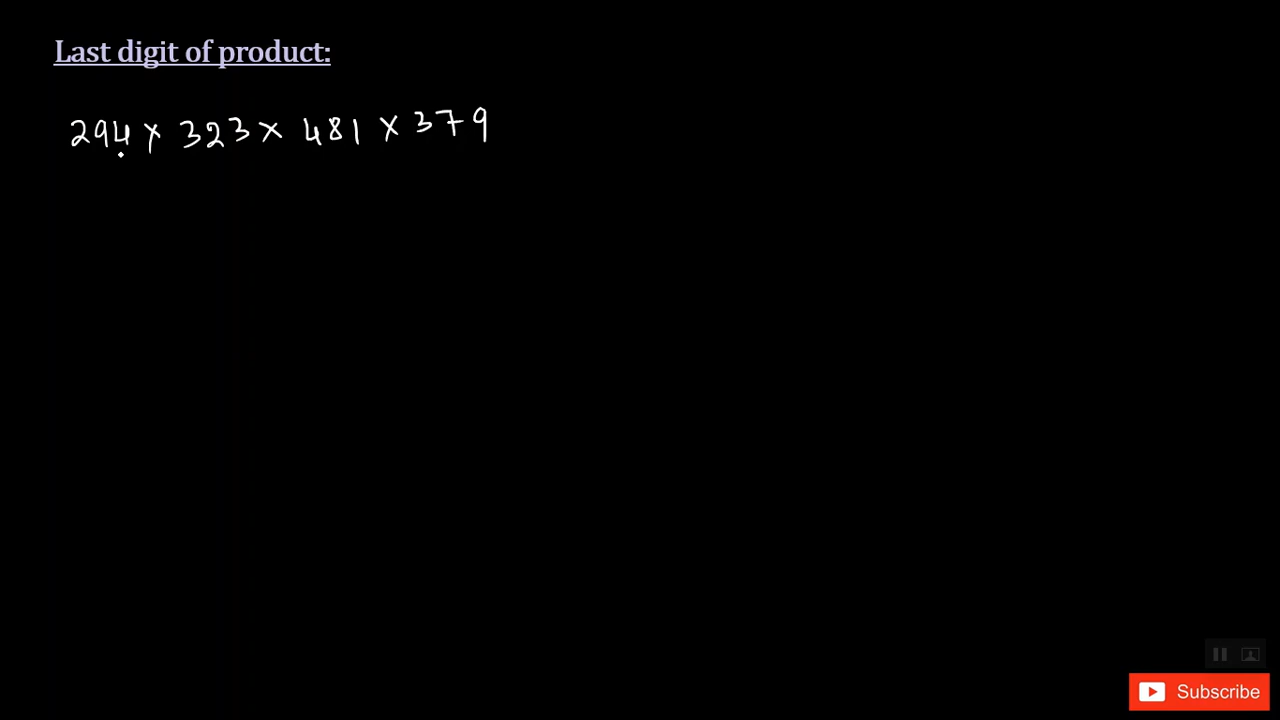 Last digit of product:
294 × 323 × 481 × 379
Subscribe